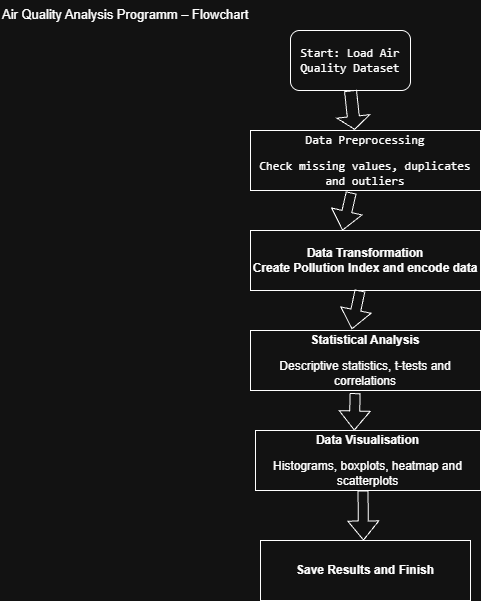 Air Quality Analysis Programm – Flowchart
Start: Load Air
Quality Dataset
Data Preprocessing
Check missing values, duplicates
and outliers
Data Transformation
Create Pollution Index and encode data
Statistical Analysis
Descriptive statistics, t-tests and
correlations
Data Visualisation
Histograms, boxplots, heatmap and
scatterplots
Save Results and Finish